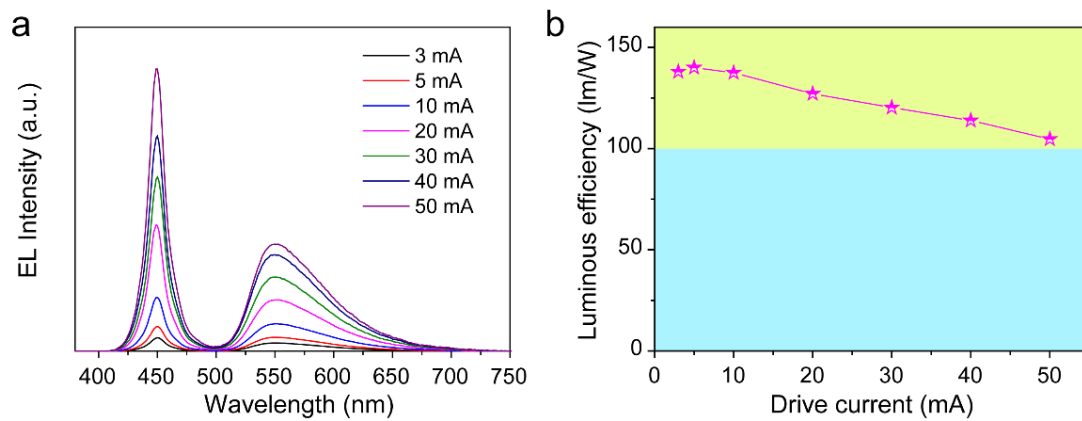 a
EL Intensity (a.u.)
3 mA
5 mA
10 mA
20 mA
30 mA
40 mA
50 mA
400 450 500 550 600 650 700 750
Wavelength (nm)
b
Luminous efficiency (lm/W)
150
100
50
0
0 10 20 30 40 50
Drive current (mA)